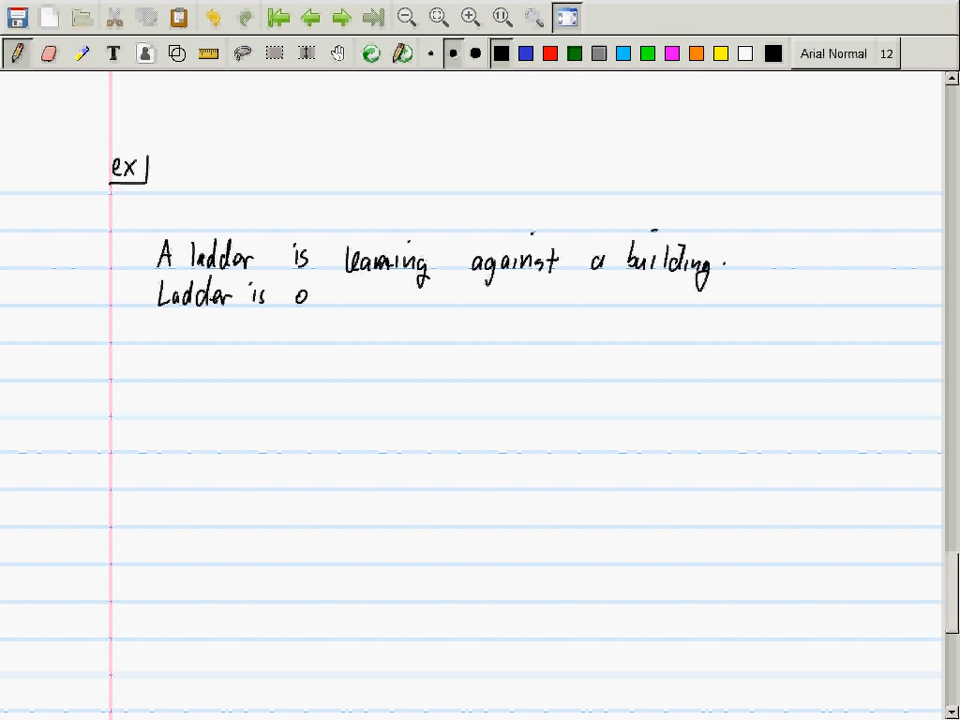 Arial Normal 12
ex
A ladder is leaning against a building.
Ladder is o